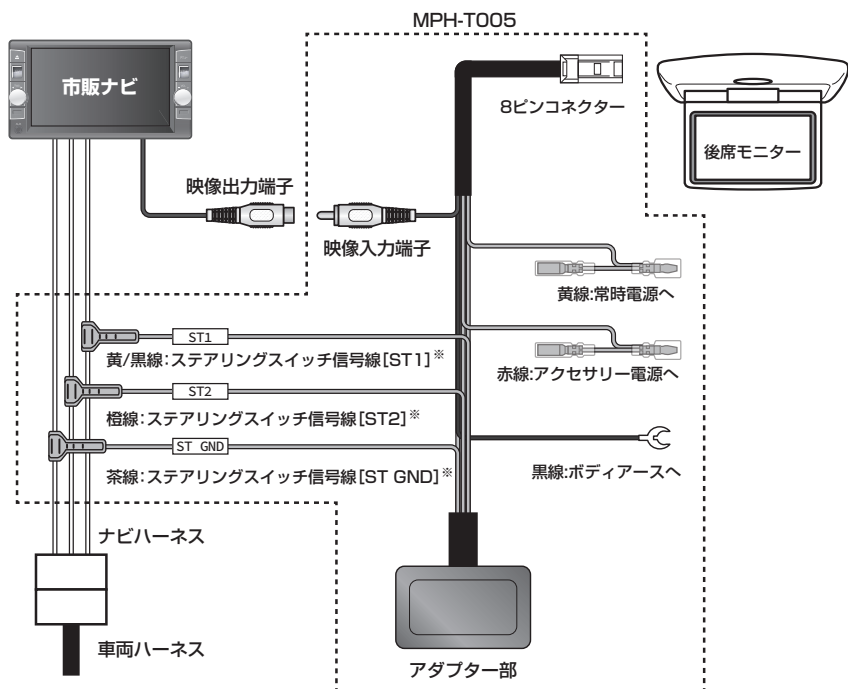 MPH-T005
市販ナビ
8ピンコネクター
後席モニター
映像出力端子
映像入力端子
黄線:常時電源へ
ST1
黄/黒線:ステアリングスイッチ信号線[ST1]※
赤線:アクセサリー電源へ
ST2
橙線:ステアリングスイッチ信号線[ST2]※
ST GND
茶線:ステアリングスイッチ信号線[ST GND]※
黒線:ボディアースへ
ナビハーネス
車両ハーネス
アダプター部